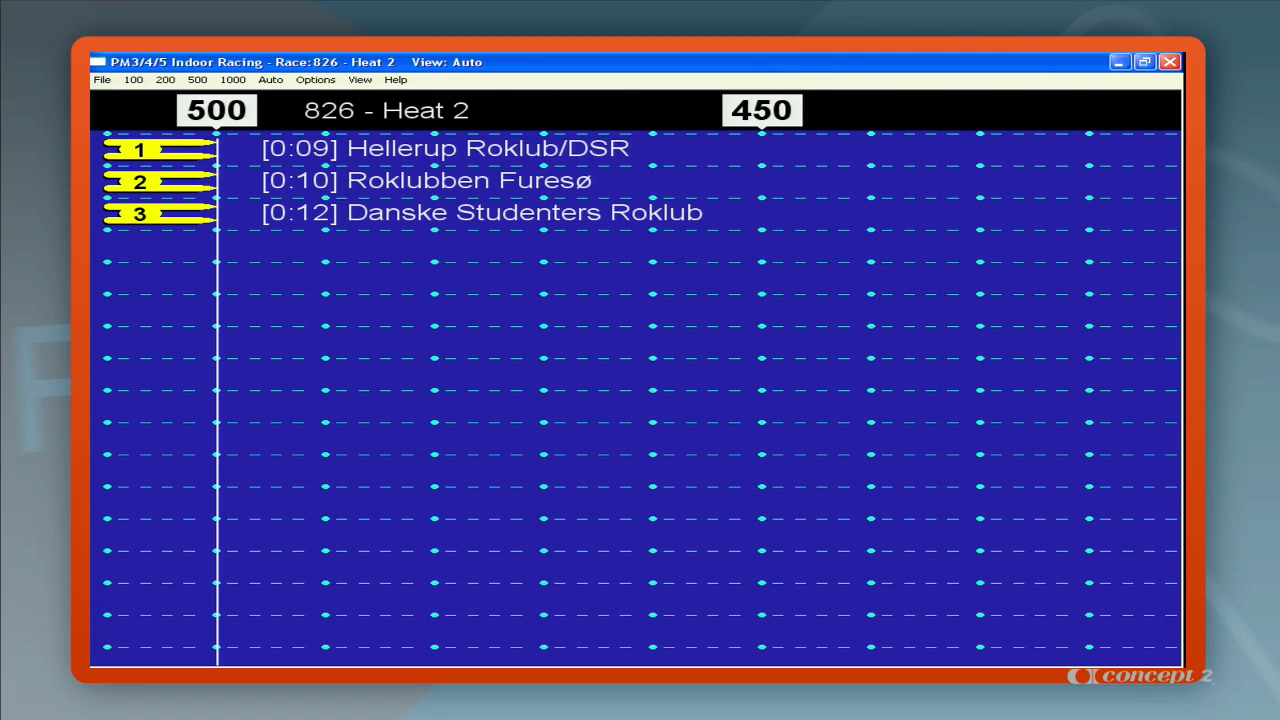 PM3/4/5 Indoor Racing - Race:826 - Heat 2 View: Auto
File 100 200 500 1000 Auto Options View Help
500 826 - Heat 2 450
1 [0:09] Hellerup Roklub/DSR
2 [0:10] Roklubben Furesø
3 [0:12] Danske Studenters Roklub
concept 2